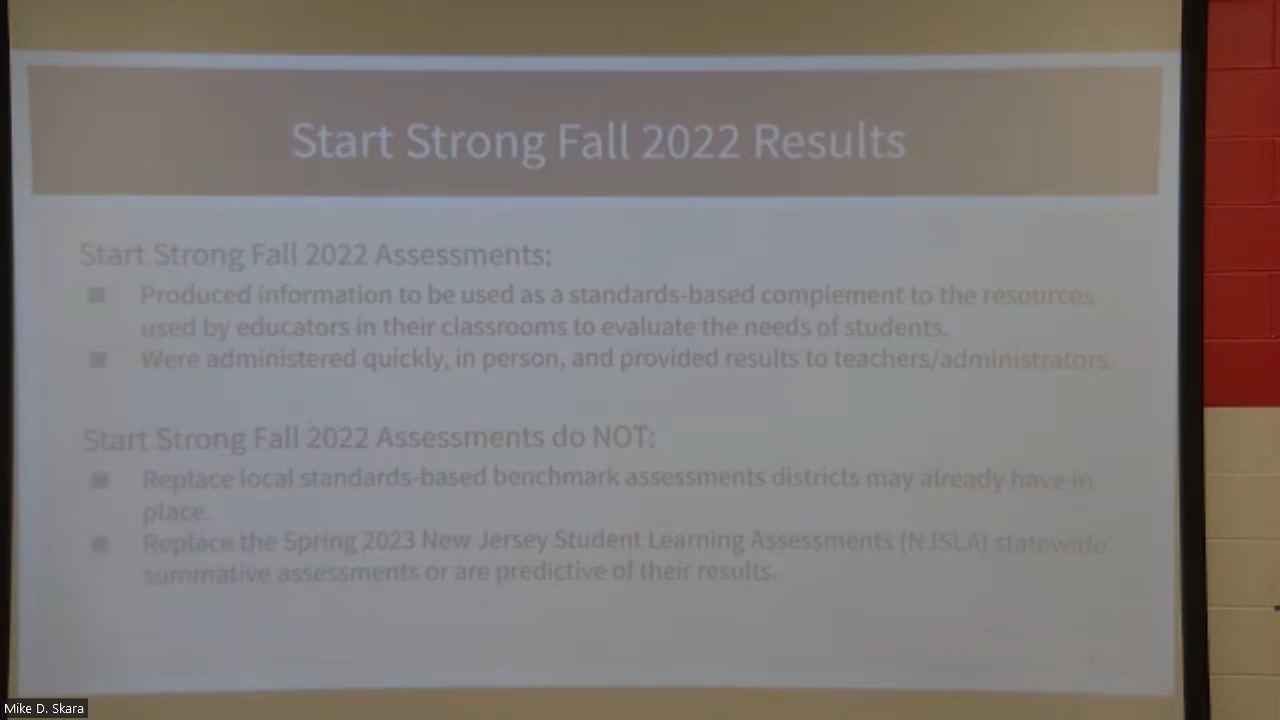 Start Strong Fall 2022 Results
Start Strong Fall 2022 Assessments:
■ Produced information to be used as a standards-based complement to the resources
used by educators in their classrooms to evaluate the needs of students.
■ Were administered quickly, in person, and provided results to teachers/administrators.
Start Strong Fall 2022 Assessments do NOT:
■ Replace local standards-based benchmark assessments districts may already have in
place.
■ Replace the Spring 2023 New Jersey Student Learning Assessments (NJSLA) statewide
summative assessments or are predictive of their results.
Mike D. Skara